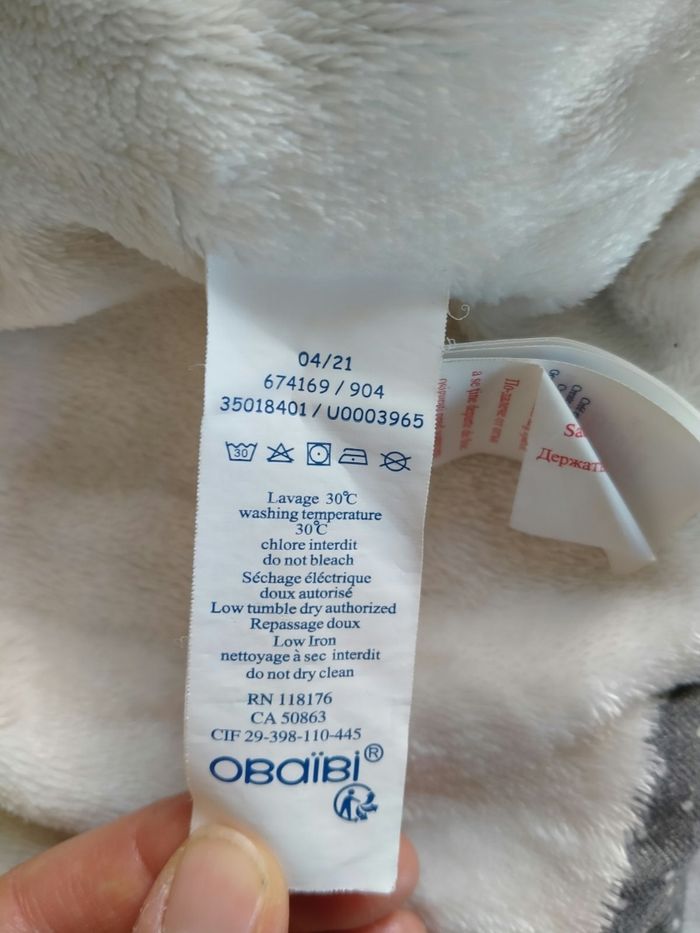 04/21
674169 / 904
35018401 / U0003965
30
Lavage 30℃
washing temperature
30℃
chlore interdit
do not bleach
Séchage éléctrique
doux autorisé
Low tumble dry authorized
Repassage doux
Low Iron
nettoyage à sec interdit
do not dry clean
RN 118176
CA 50863
CIF 29-398-110-445
OBaïBi®
Держать